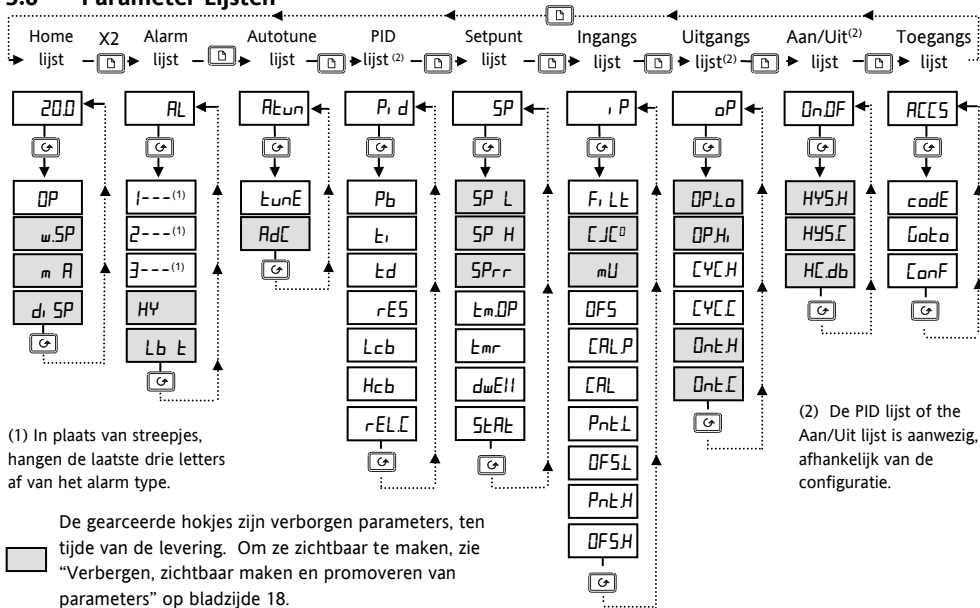 Parameter Lijsten
Home lijst
X2
Alarm lijst
Autotune lijst
PID lijst (2)
Setpunt lijst
Ingangs lijst
Uitgangs lijst(2)
Aan/Uit(2) lijst
Toegangs lijst
20.0
OP
w.SP
m A
di SP
AL
1---(1)
2---(1)
3---(1)
HY
Lb t
Atun
tunE
AdC
Pi d
Pb
ti
td
rES
Lcb
Hcb
rEL.C
SP
SP L
SP H
SPrr
tm.OP
tmr
dwEll
StAt
i P
Fi Lt
CJCº
mU
OFS
CAL.P
CAL
Pnt.L
OFS.L
Pnt.H
OFS.H
oP
OP.Lo
OP.Hi
CYC.H
CYC.C
Ont.H
Ont.C
On.OF
HYS.H
HYS.C
HC.db
ACCS
codE
Goto
ConF
(1) In plaats van streepjes,
hangen de laatste drie letters
af van het alarm type.
(2) De PID lijst of the
Aan/Uit lijst is aanwezig,
afhankelijk van de
configuratie.
De gearceerde hokjes zijn verborgen parameters, ten
tijde van de levering. Om ze zichtbaar te maken, zie
“Verbergen, zichtbaar maken en promoveren van
parameters” op bladzijde 18.